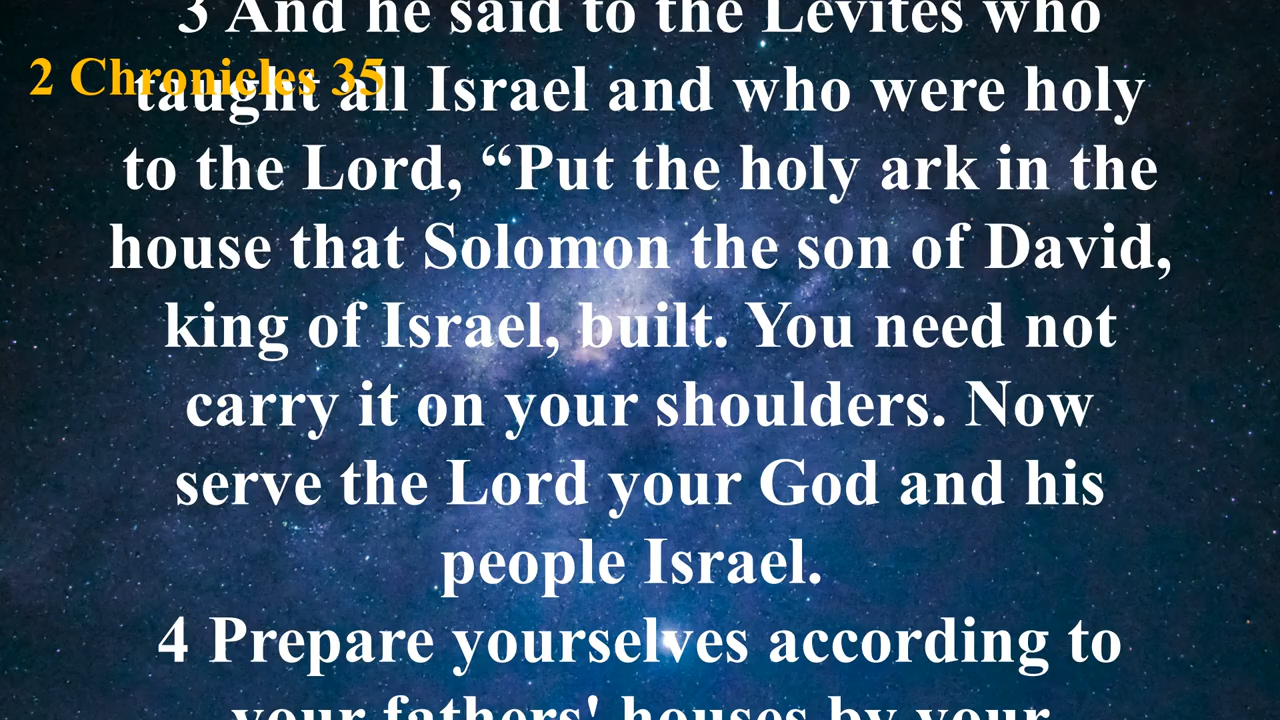 3 And he said to the Levites who
2 Chronicles 35
taught all Israel and who were holy
to the Lord, “Put the holy ark in the
house that Solomon the son of David,
king of Israel, built. You need not
carry it on your shoulders. Now
serve the Lord your God and his
people Israel.
4 Prepare yourselves according to
your fathers' houses by your